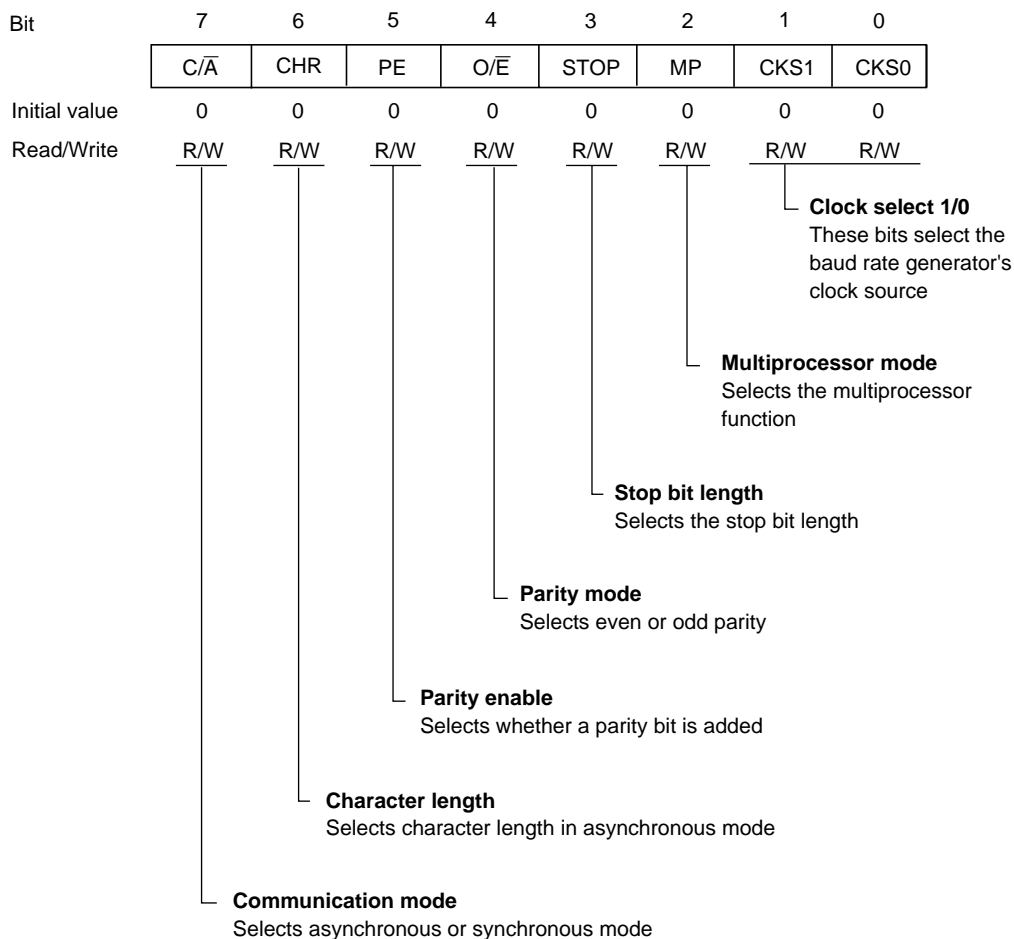 Bit 7 6 5 4 3 2 1 0
C/A̅ CHR PE O/E̅ STOP MP CKS1 CKS0
Initial value 0 0 0 0 0 0 0 0
Read/Write R/W R/W R/W R/W R/W R/W R/W R/W
Clock select 1/0
These bits select the
baud rate generator's
clock source
Multiprocessor mode
Selects the multiprocessor
function
Stop bit length
Selects the stop bit length
Parity mode
Selects even or odd parity
Parity enable
Selects whether a parity bit is added
Character length
Selects character length in asynchronous mode
Communication mode
Selects asynchronous or synchronous mode